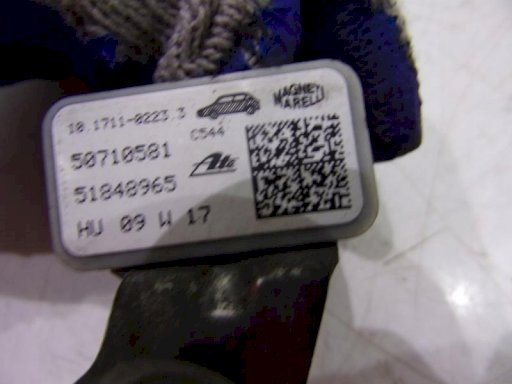 10.1711-0223.3
MAGNETI
MARELLI
C544
50710581
Ate
51848965
HU 09 W 17